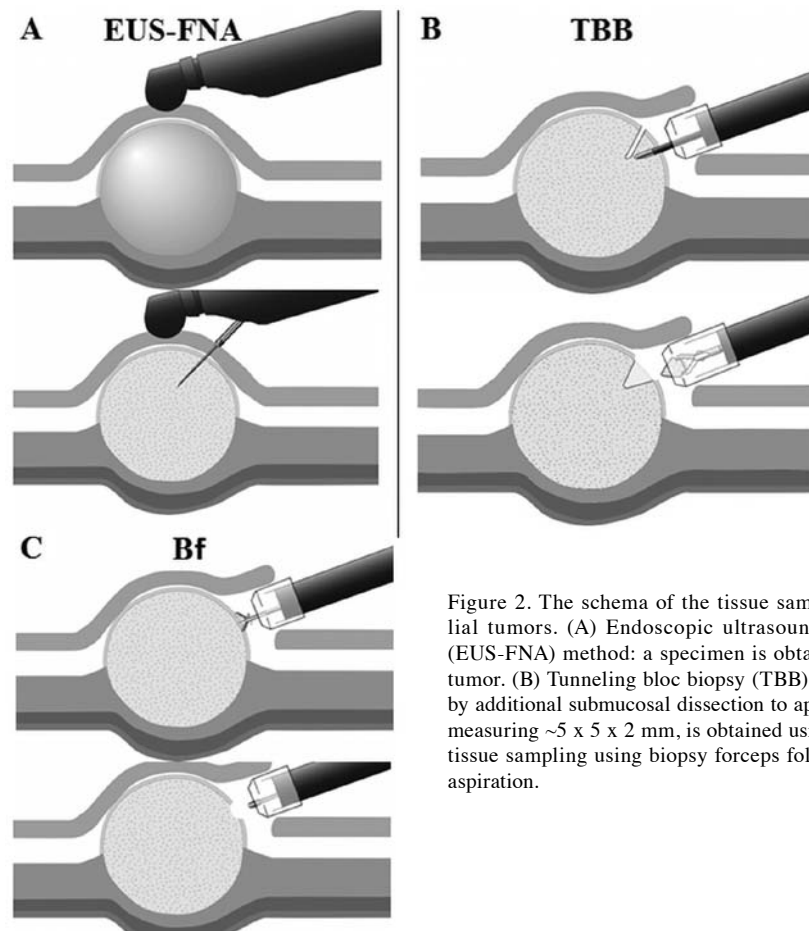 A EUS-FNA
B TBB
C Bf
Figure 2. The schema of the tissue sam
lial tumors. (A) Endoscopic ultrasoun
(EUS-FNA) method: a specimen is obta
tumor. (B) Tunneling bloc biopsy (TBB)
by additional submucosal dissection to ap
measuring ~5 x 5 x 2 mm, is obtained usi
tissue sampling using biopsy forceps fol
aspiration.